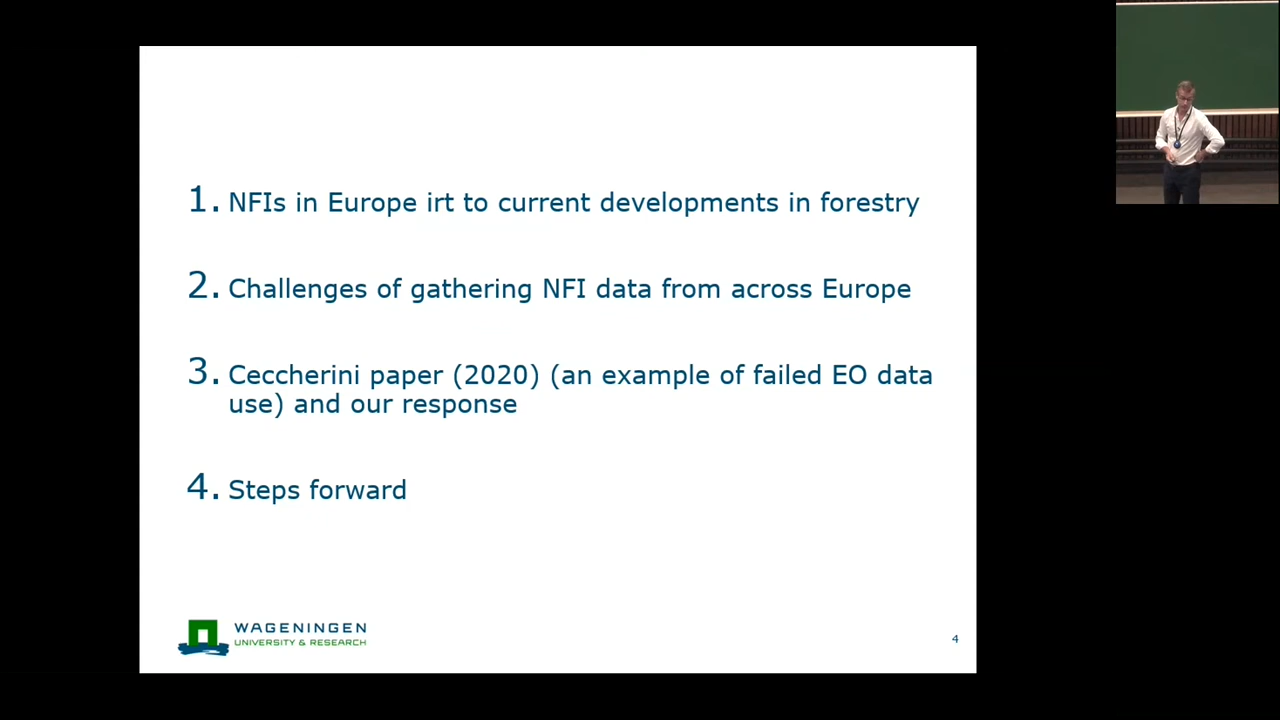 1. NFIs in Europe irt to current developments in forestry
2. Challenges of gathering NFI data from across Europe
3. Ceccherini paper (2020) (an example of failed EO data
use) and our response
4. Steps forward
WAGENINGEN
UNIVERSITY & RESEARCH
4